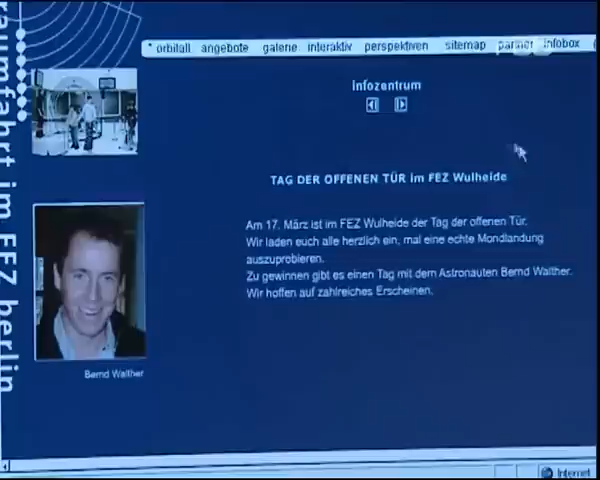 raumfahrt im FEZ berlin
* orbitall angebote galerie interaktiv perspektiven sitemap partner infobox
Infozentrum
TAG DER OFFENEN TÜR im FEZ Wulheide
Am 17. März ist im FEZ Wulheide der Tag der offenen Tür.
Wir laden euch alle herzlich ein, mal eine echte Mondlandung
auszuprobieren.
Zu gewinnen gibt es einen Tag mit dem Astronauten Bernd Walther.
Wir hoffen auf zahlreiches Erscheinen.
Bernd Walther
Internet